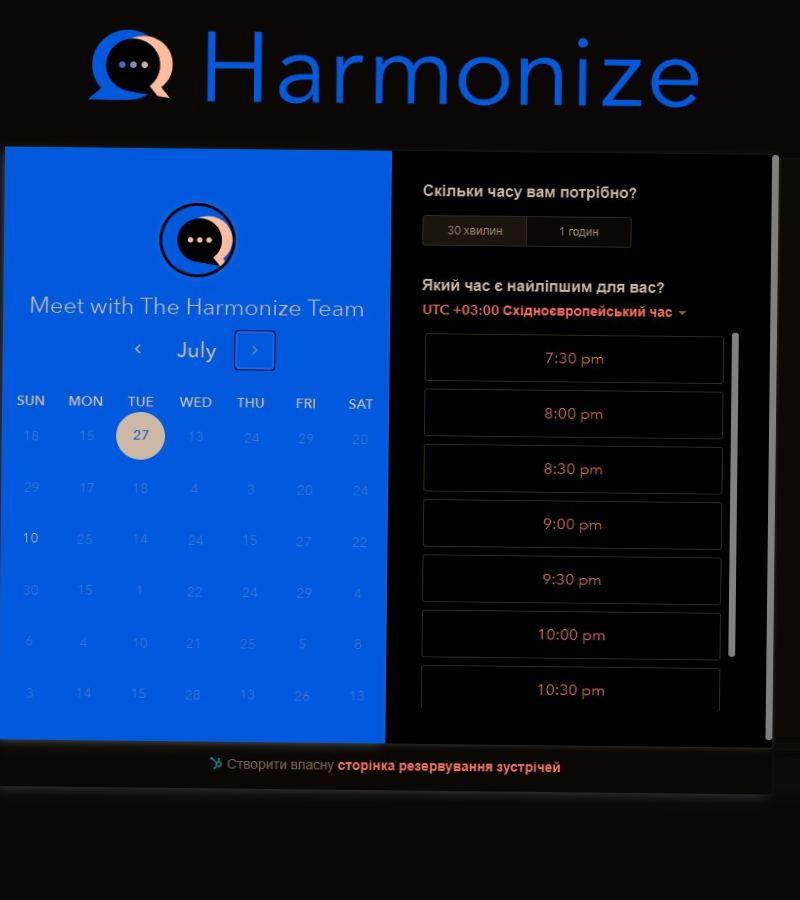 Harmonize
Meet with The Harmonize Team
July
SUN MON TUE WED THU FRI SAT
18 15 27 13 24 29 20
29 17 18 4 3 20 24
10 25 14 24 15 27 22
30 15 1 22 24 29 4
6 4 10 21 25 5 8
3 14 15 28 13 26 13
Скільки часу вам потрібно?
30 хвилин 1 годин
Який час є найліпшим для вас?
UTC +03:00 Східноєвропейський час
7:30 pm
8:00 pm
8:30 pm
9:00 pm
9:30 pm
10:00 pm
10:30 pm
Створити власну сторінка резервування зустрічей